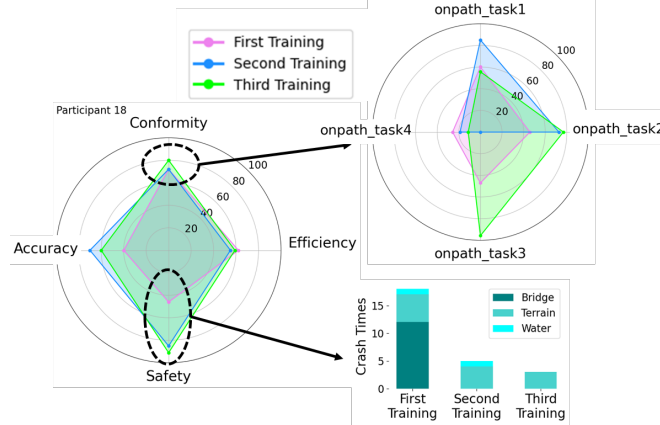 onpath_task1
First Training
Second Training
Third Training
100
80
60
40
20
onpath_task4
onpath_task2
onpath_task3
Participant 18
Conformity
100
80
60
40
20
Accuracy
Efficiency
Safety
Crash Times
15
10
5
0
Bridge
Terrain
Water
First
Training
Second
Training
Third
Training